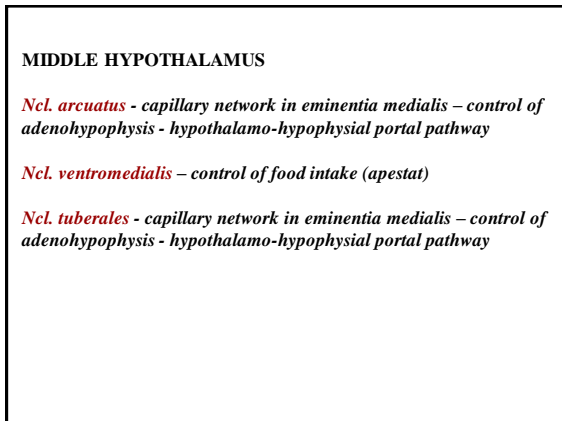 MIDDLE HYPOTHALAMUS
Ncl. arcuatus - capillary network in eminentia medialis – control of
adenohypophysis - hypothalamo-hypophysial portal pathway
Ncl. ventromedialis – control of food intake (apestat)
Ncl. tuberales - capillary network in eminentia medialis – control of
adenohypophysis - hypothalamo-hypophysial portal pathway